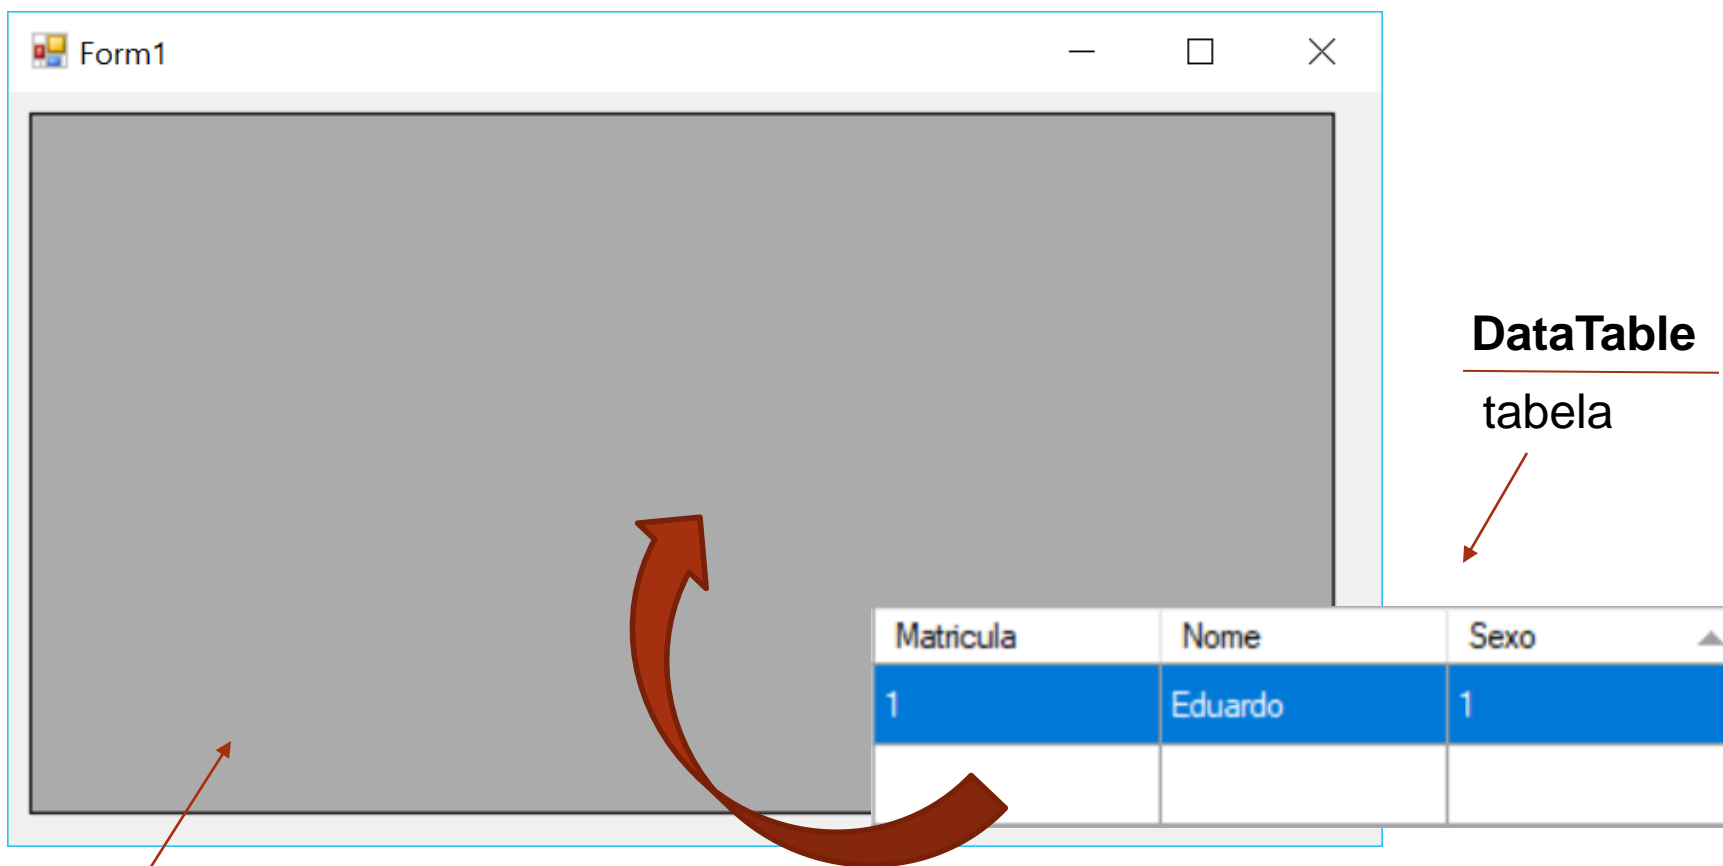 Form1
DataTable
tabela
Matricula Nome Sexo
1 Eduardo 1